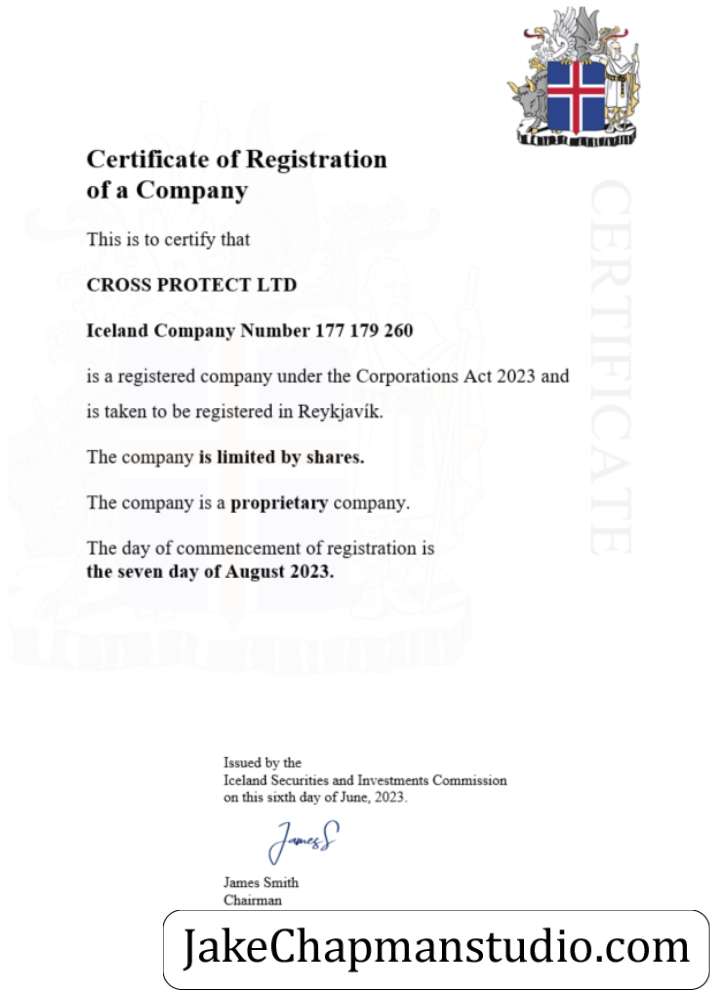 Certificate of Registration
of a Company
This is to certify that
CROSS PROTECT LTD
Iceland Company Number 177 179 260
is a registered company under the Corporations Act 2023 and
is taken to be registered in Reykjavík.
The company is limited by shares.
The company is a proprietary company.
The day of commencement of registration is
the seven day of August 2023.
CERTIFICATE
Issued by the
Iceland Securities and Investments Commission
on this sixth day of June, 2023.
JamesS
James Smith
Chairman
JakeChapmanstudio.com